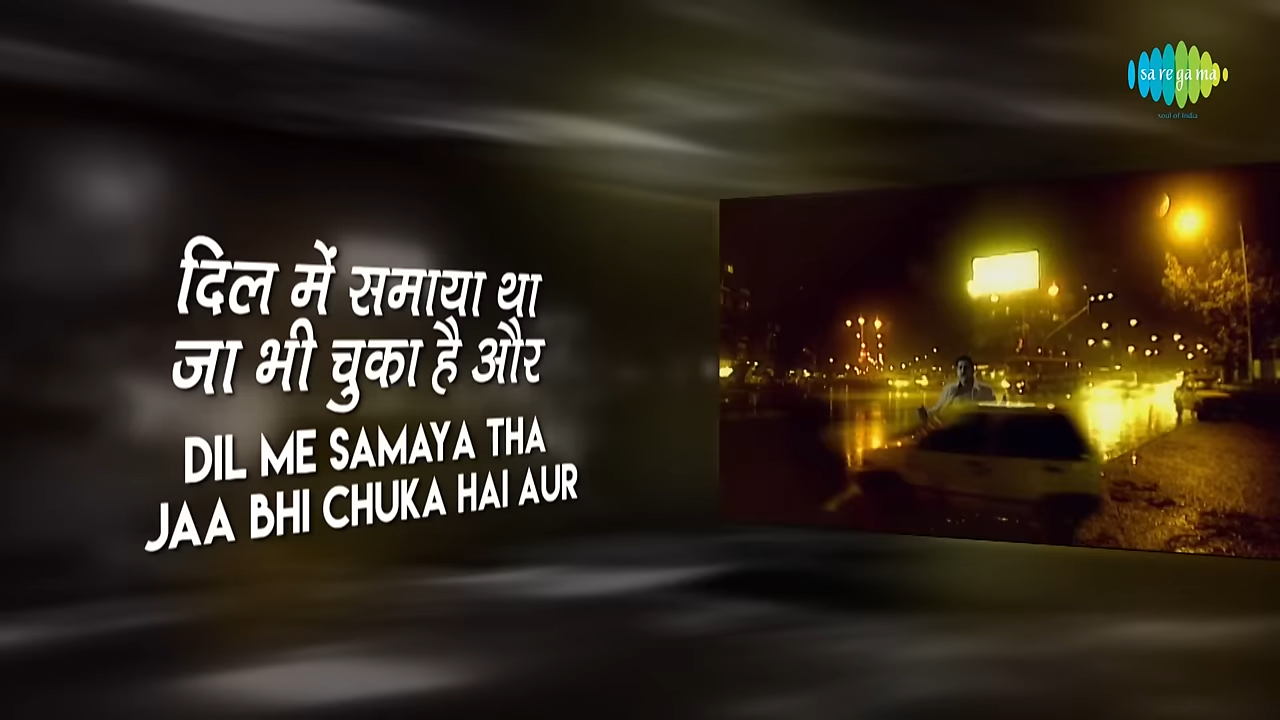 sa re ga ma
soul of India
दिल में समाया था
जा भी चुका है और
DIL ME SAMAYA THA
JAA BHI CHUKA HAI AUR